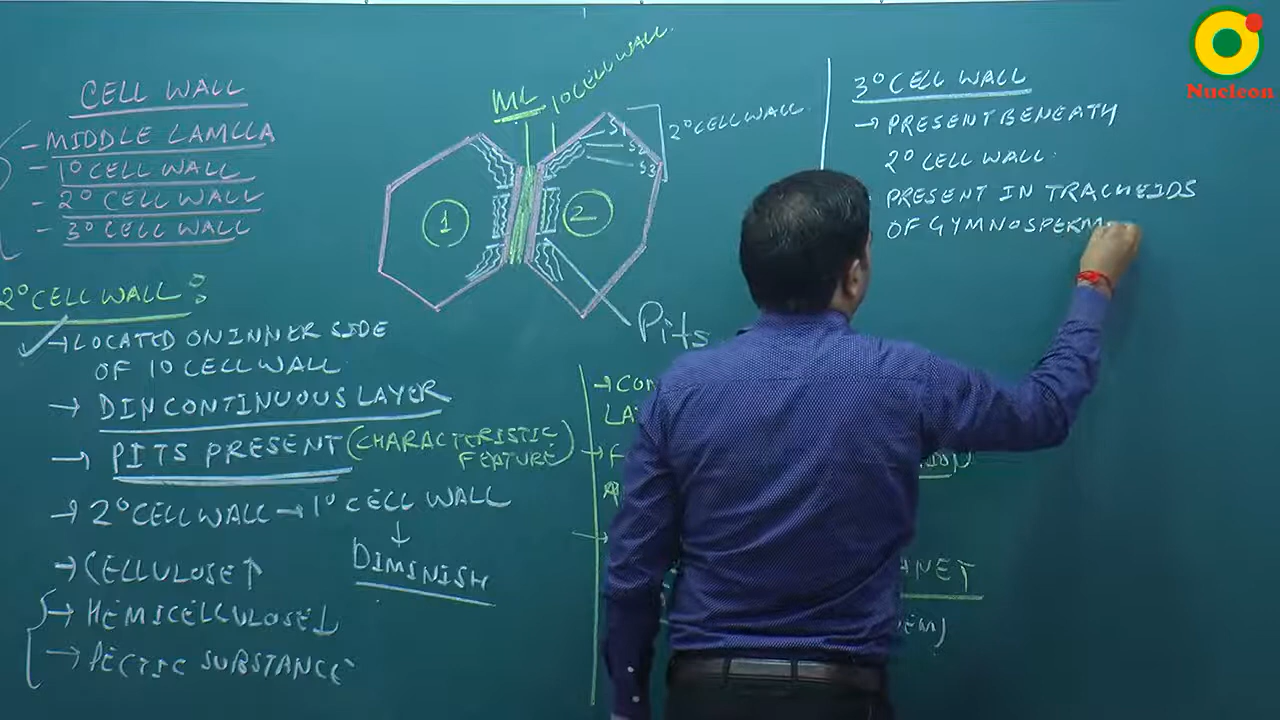 CELL WALL
- MIDDLE LAMLLA
- 1° CELL WALL
- 2° CELL WALL
- 3° CELL WALL
2° CELL WALL :
→ LOCATED ON INNER SIDE
OF 1° CELL WALL
→ DINCONTINUOUS LAYER
→ PITS PRESENT (CHARACTERISTIC
FEATURE)
→ 2° CELL WALL → 1° CELL WALL
↓
DIMINISH
→ CELLULOSE ↑
→ HEMICELLULOSE ↓
→ PECTIC SUBSTANCE
ML
1° CELL WALL
S1
S2
S3
2° CELL WALL
1
2
Pits
3° CELL WALL
→ PRESENT BENEATH
2° CELL WALL
PRESENT IN TRACHEIDS
OF GYMNOSPERM
Nucleon